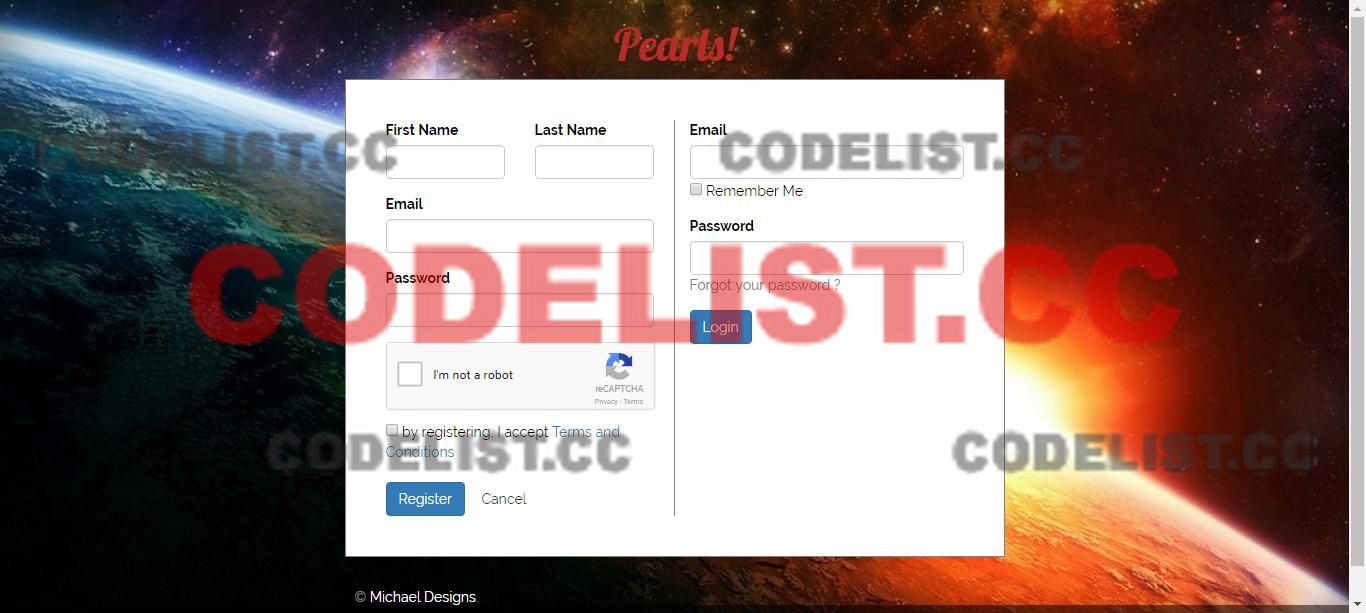 Pearls!
First Name
Last Name
Email
Password
I'm not a robot
reCAPTCHA
Privacy - Terms
by registering, I accept Terms and
Conditions
Register
Cancel
Email
Remember Me
Password
Forgot your password ?
Login
© Michael Designs.
CODELIST.CC
CODELIST.CC
CODELIST.CC
CODELIST.CC
CODELIST.CC